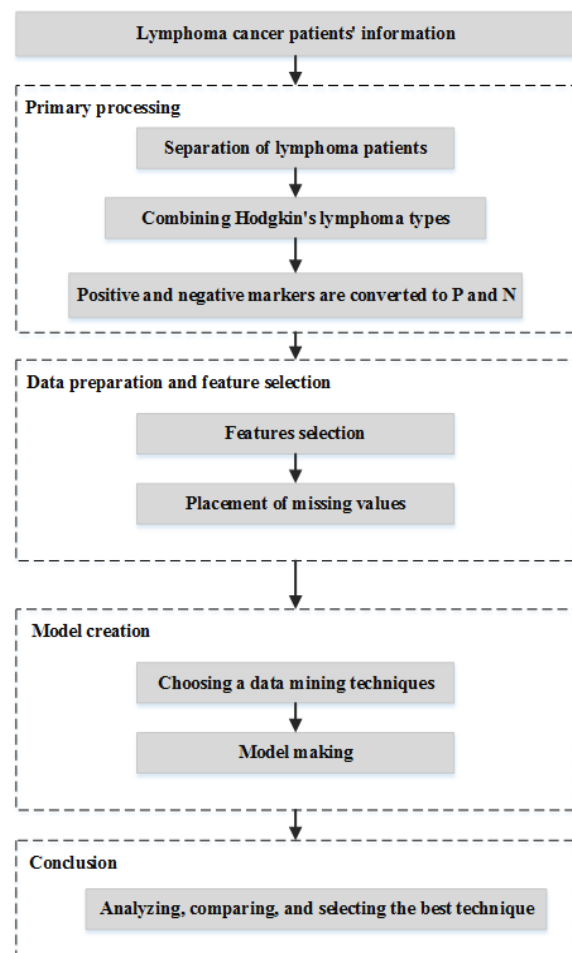 Lymphoma cancer patients' information
Primary processing
Separation of lymphoma patients
Combining Hodgkin's lymphoma types
Positive and negative markers are converted to P and N
Data preparation and feature selection
Features selection
Placement of missing values
Model creation
Choosing a data mining techniques
Model making
Conclusion
Analyzing, comparing, and selecting the best technique